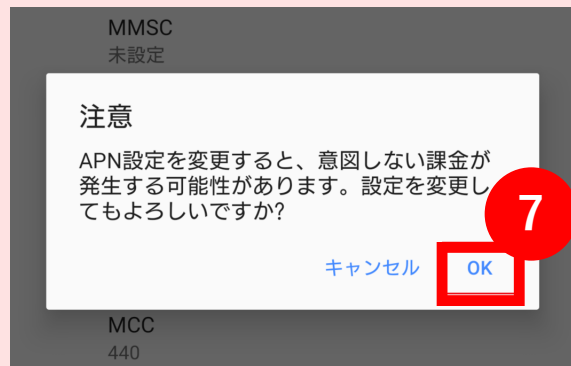 MMSC
未設定
注意
APN設定を変更すると、意図しない課金が
発生する可能性があります。設定を変更し
てもよろしいですか?
7
キャンセル OK
MCC
440